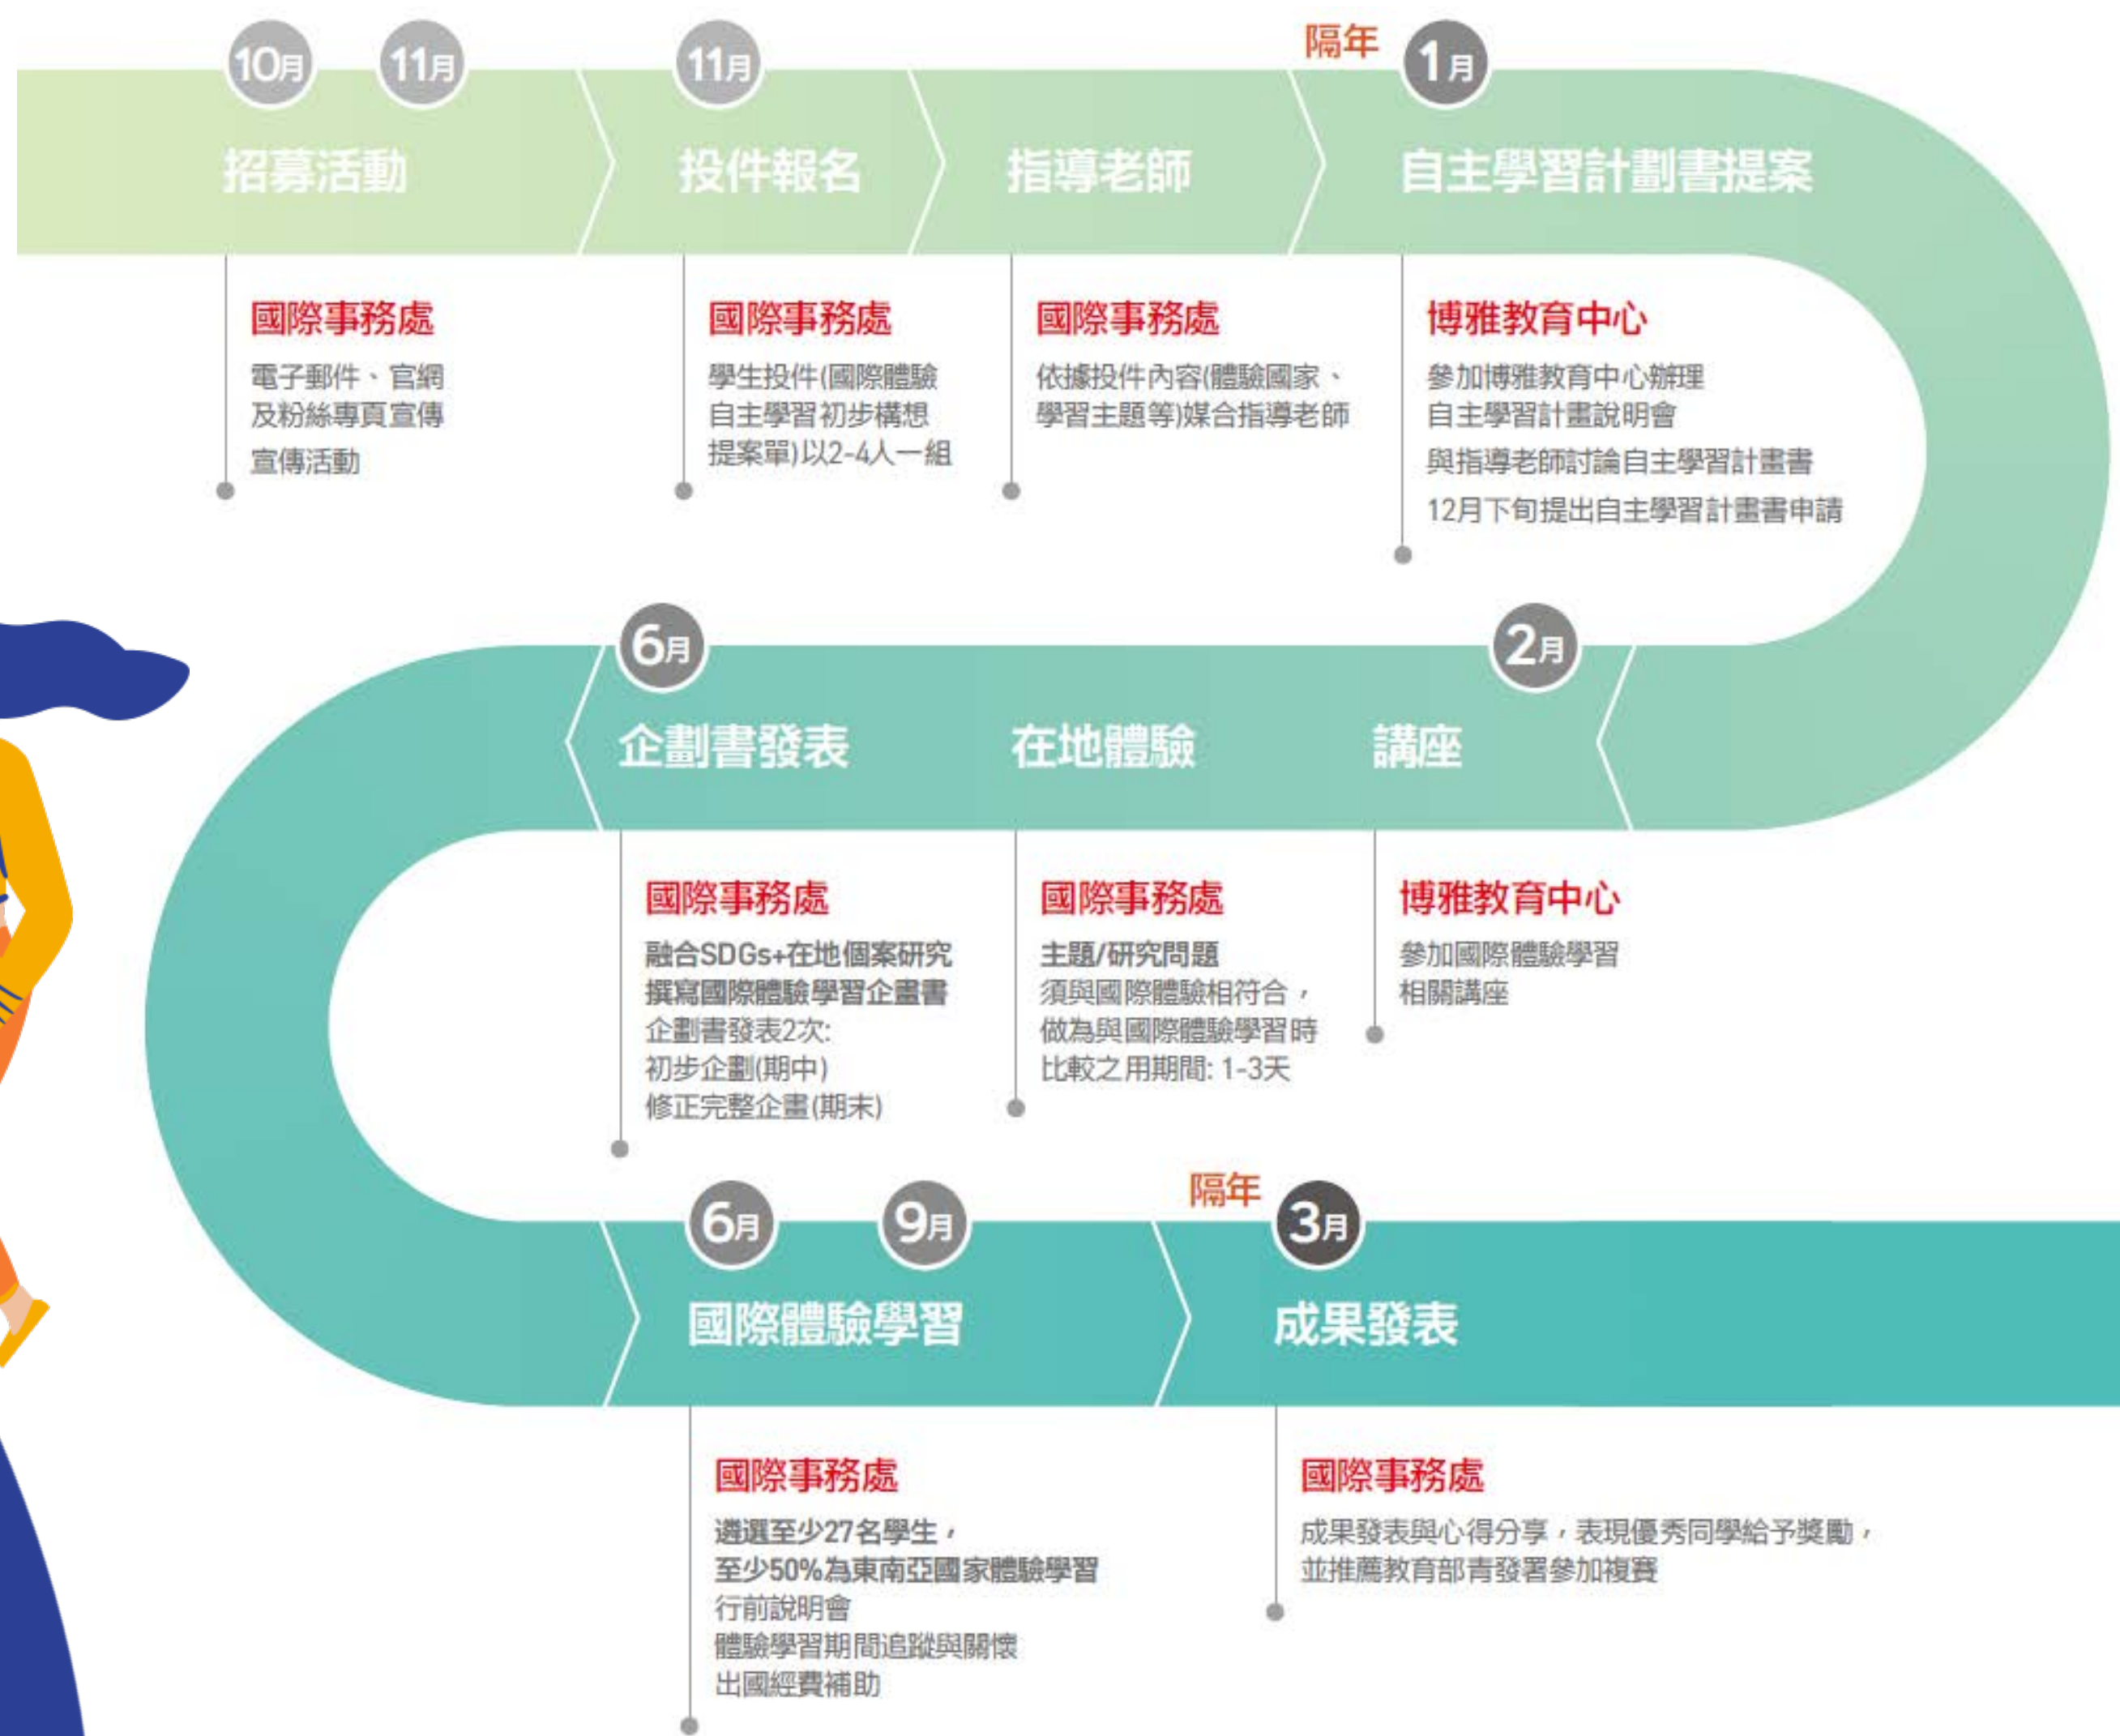 10月
11月
招募活動
國際事務處
電子郵件、官網
及粉絲專頁宣傳
宣傳活動
11月
投件報名
國際事務處
學生投件(國際體驗
自主學習初步構想
提案單)以2-4人一組
指導老師
國際事務處
依據投件內容(體驗國家、
學習主題等)媒合指導老師
隔年
1月
自主學習計劃書提案
博雅教育中心
參加博雅教育中心辦理
自主學習計畫說明會
與指導老師討論自主學習計畫書
12月下旬提出自主學習計畫書申請
2月
講座
博雅教育中心
參加國際體驗學習
相關講座
在地體驗
國際事務處
主題/研究問題
須與國際體驗相符合，
做為與國際體驗學習時
比較之用期間: 1-3天
6月
企劃書發表
國際事務處
融合SDGs+在地個案研究
撰寫國際體驗學習企畫書
企劃書發表2次:
初步企劃(期中)
修正完整企畫(期末)
6月
9月
國際體驗學習
國際事務處
遴選至少27名學生，
至少50%為東南亞國家體驗學習
行前說明會
體驗學習期間追蹤與關懷
出國經費補助
隔年
3月
成果發表
國際事務處
成果發表與心得分享，表現優秀同學給予獎勵，
並推薦教育部青發署參加複賽